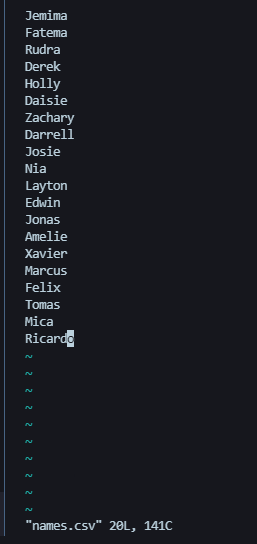 Jemima
Fatema
Rudra
Derek
Holly
Daisie
Zachary
Darrell
Josie
Nia
Layton
Edwin
Jonas
Amelie
Xavier
Marcus
Felix
Tomas
Mica
Ricardo
~
~
~
~
~
~
~
~
~
~
"names.csv" 20L, 141C